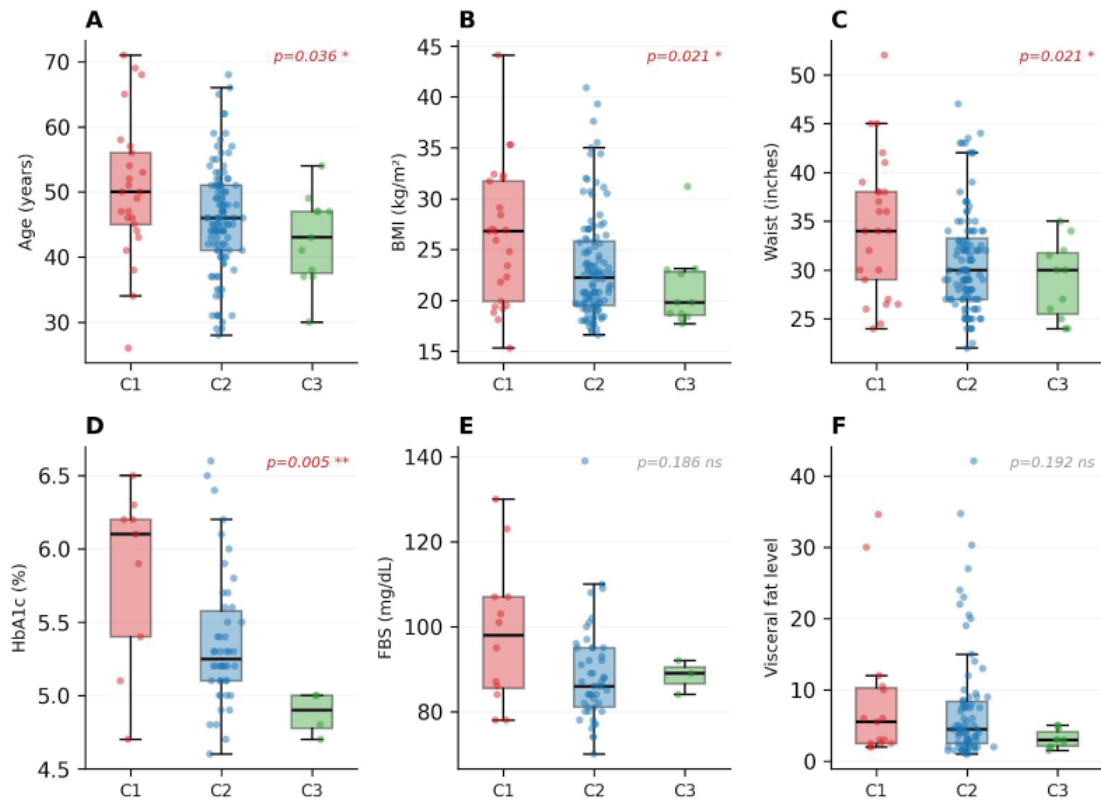 A
p=0.036 *
Age (years)
70
60
50
40
30
C1 C2 C3
B
p=0.021 *
BMI (kg/m²)
45
40
35
30
25
20
15
C1 C2 C3
C
p=0.021 *
Waist (inches)
50
45
40
35
30
25
C1 C2 C3
D
p=0.005 **
HbA1c (%)
6.5
6.0
5.5
5.0
4.5
C1 C2 C3
E
p=0.186 ns
FBS (mg/dL)
140
120
100
80
C1 C2 C3
F
p=0.192 ns
Visceral fat level
40
30
20
10
0
C1 C2 C3